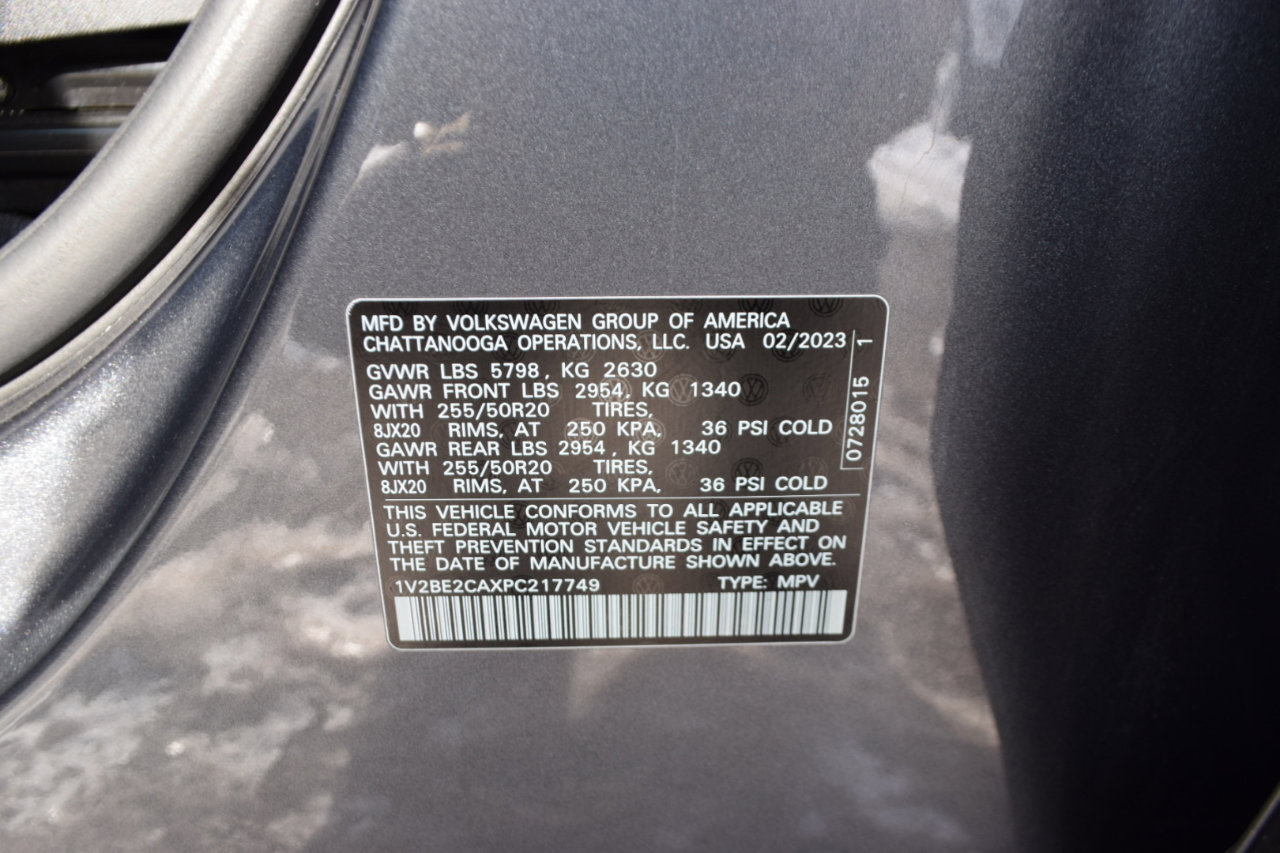 MFD BY VOLKSWAGEN GROUP OF AMERICA
CHATTANOOGA OPERATIONS, LLC. USA 02/2023
GVWR LBS 5798, KG 2630
GAWR FRONT LBS 2954, KG 1340
WITH 255/50R20 TIRES,
8JX20 RIMS, AT 250 KPA, 36 PSI COLD
GAWR REAR LBS 2954, KG 1340
WITH 255/50R20 TIRES,
8JX20 RIMS, AT 250 KPA, 36 PSI COLD
0728015 1
THIS VEHICLE CONFORMS TO ALL APPLICABLE
U.S. FEDERAL MOTOR VEHICLE SAFETY AND
THEFT PREVENTION STANDARDS IN EFFECT ON
THE DATE OF MANUFACTURE SHOWN ABOVE.
1V2BE2CAXPC217749 TYPE: MPV